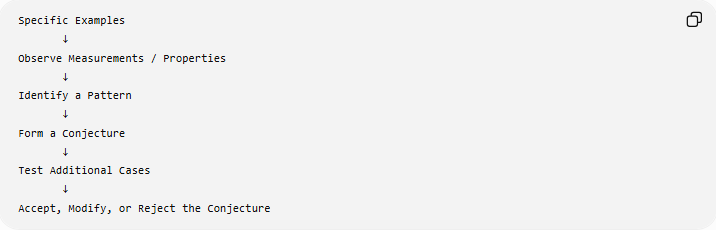 Specific Examples
↓
Observe Measurements / Properties
↓
Identify a Pattern
↓
Form a Conjecture
↓
Test Additional Cases
↓
Accept, Modify, or Reject the Conjecture